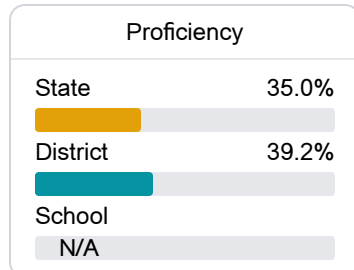 Proficiency
State 35.0%
District 39.2%
School
N/A